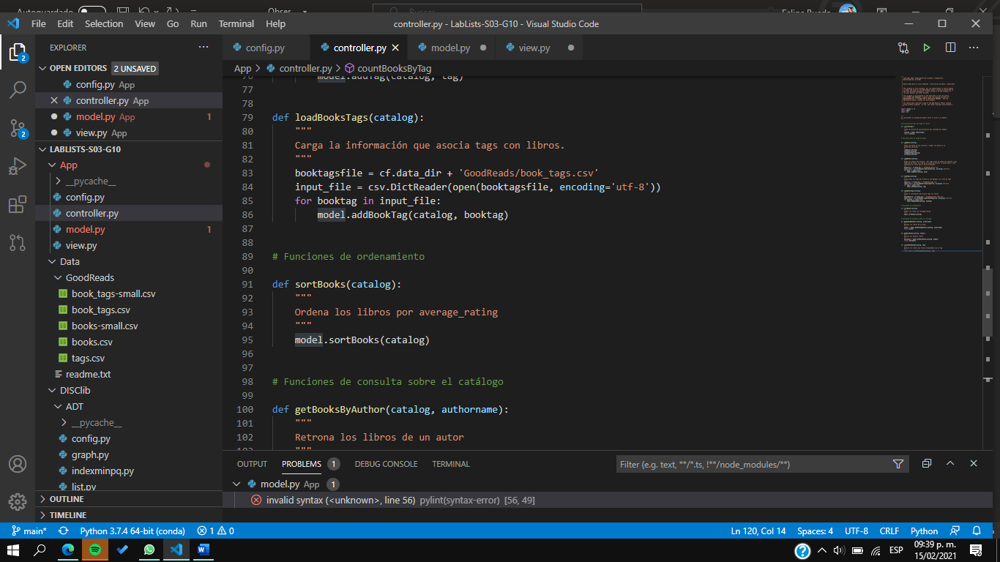 Autoguardado
Obser
Buscar
Felipe Rueda
File Edit Selection View Go Run Terminal Help
controller.py - LabLists-S03-G10 - Visual Studio Code
EXPLORER
OPEN EDITORS 2 UNSAVED
config.py App
controller.py App
model.py App 1
view.py App
LABLISTS-S03-G10
App
__pycache__
config.py
controller.py
model.py 1
view.py
Data
GoodReads
book_tags-small.csv
book_tags.csv
books-small.csv
books.csv
tags.csv
readme.txt
DISClib
ADT
__pycache__
config.py
graph.py
indexminpq.py
list.py
OUTLINE
TIMELINE
2
2
config.py controller.py model.py view.py
App > controller.py > countBooksByTag
76 model.addTag(catalog, tag)
77
78
79 def loadBooksTags(catalog):
80 """
81 Carga la información que asocia tags con libros.
82 """
83 booktagsfile = cf.data_dir + 'GoodReads/book_tags.csv'
84 input_file = csv.DictReader(open(booktagsfile, encoding='utf-8'))
85 for booktag in input_file:
86 model.addBookTag(catalog, booktag)
87
88
89 # Funciones de ordenamiento
90
91 def sortBooks(catalog):
92 """
93 Ordena los libros por average_rating
94 """
95 model.sortBooks(catalog)
96
97
98 # Funciones de consulta sobre el catálogo
99
100 def getBooksByAuthor(catalog, authorname):
101 """
102 Retrona los libros de un autor
103 """
OUTPUT PROBLEMS 1 DEBUG CONSOLE TERMINAL
Filter (e.g. text, **/*.ts, !**/node_modules/**)
model.py App 1
invalid syntax (<unknown>, line 56) pylint(syntax-error) [56, 49]
main* Python 3.7.4 64-bit (conda) 1 0
Ln 120, Col 14 Spaces: 4 UTF-8 CRLF Python
ESP
09:39 p. m.
15/02/2021